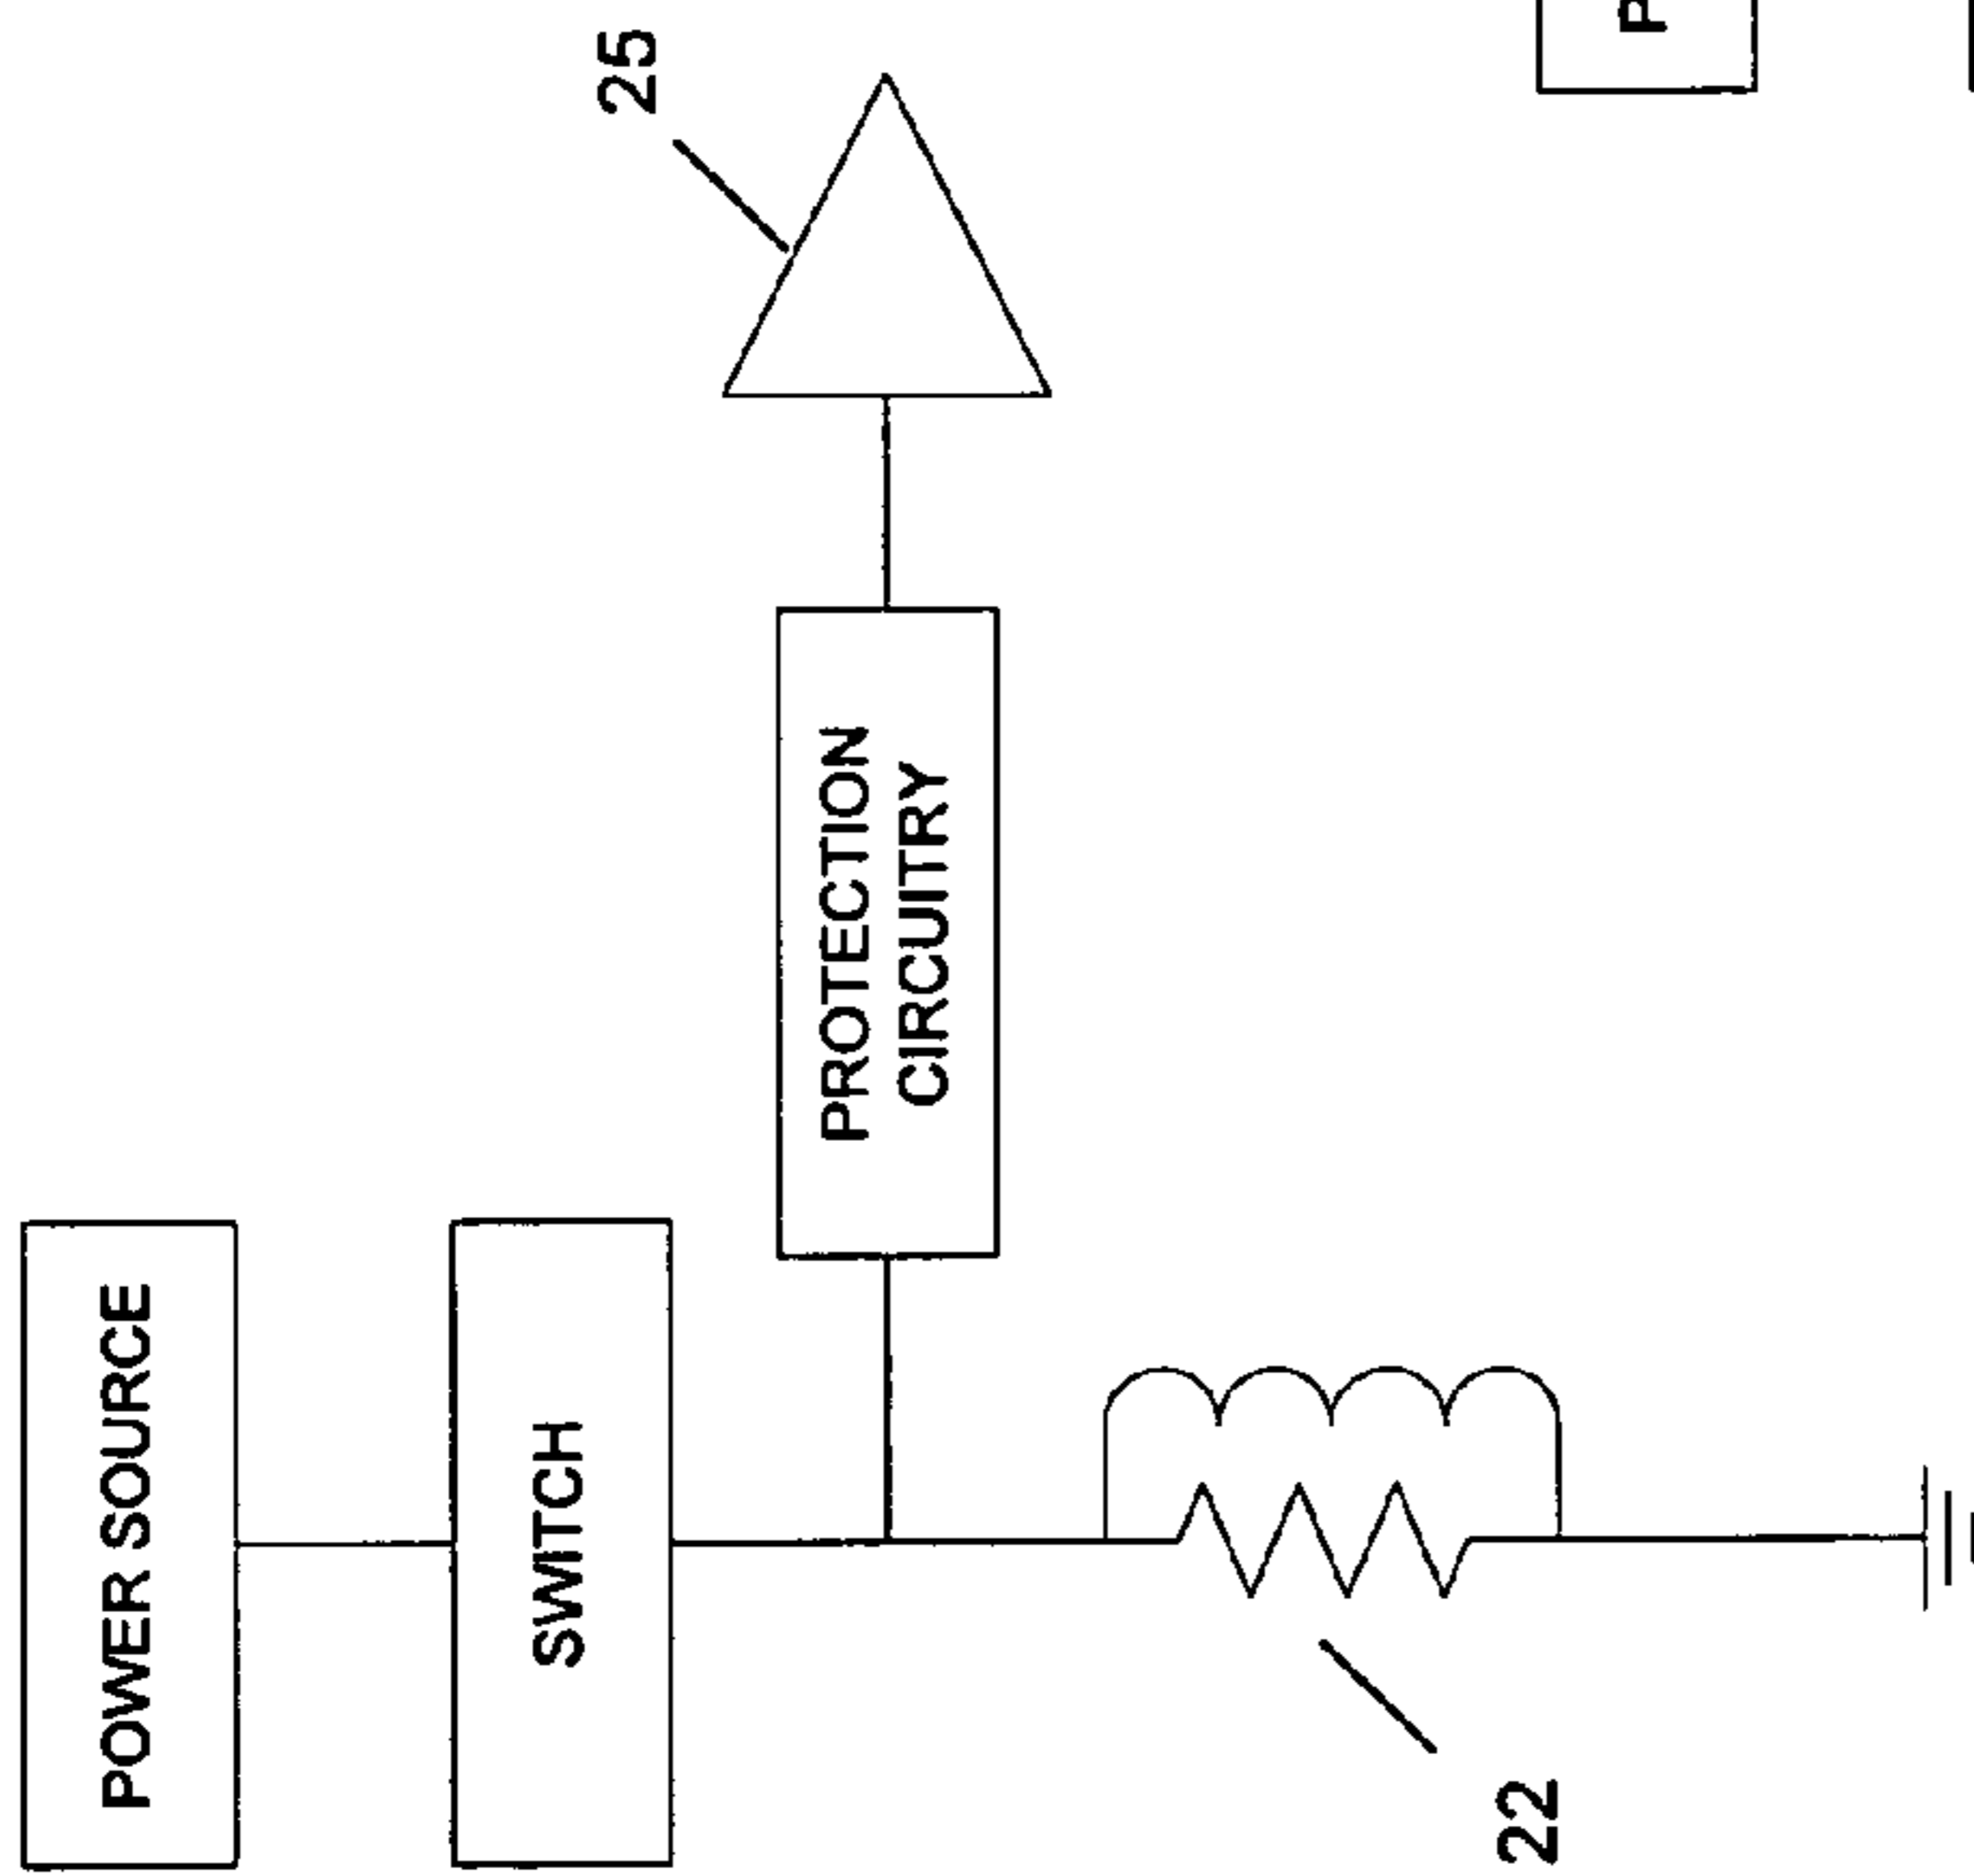 POWER SOURCE
SWITCH
PROTECTION
CIRCUITRY
25
22
P